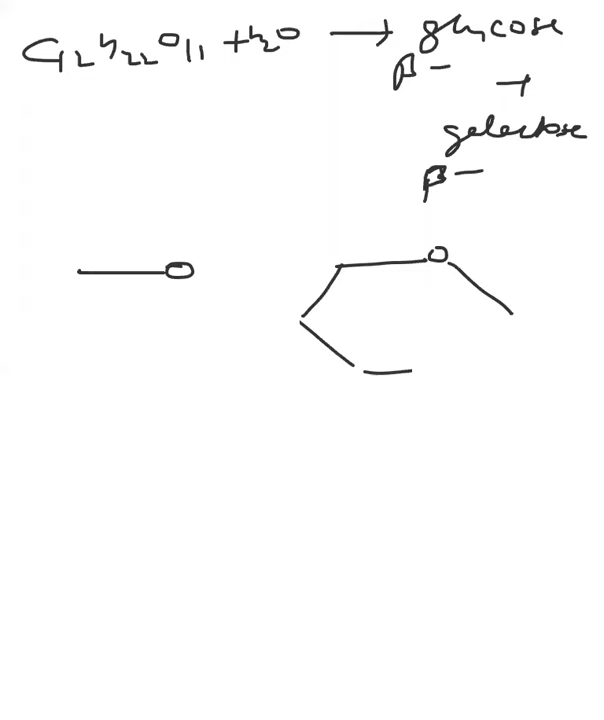 C12H22O11 + H2O → glucose
β- +
galactose
β-
O O